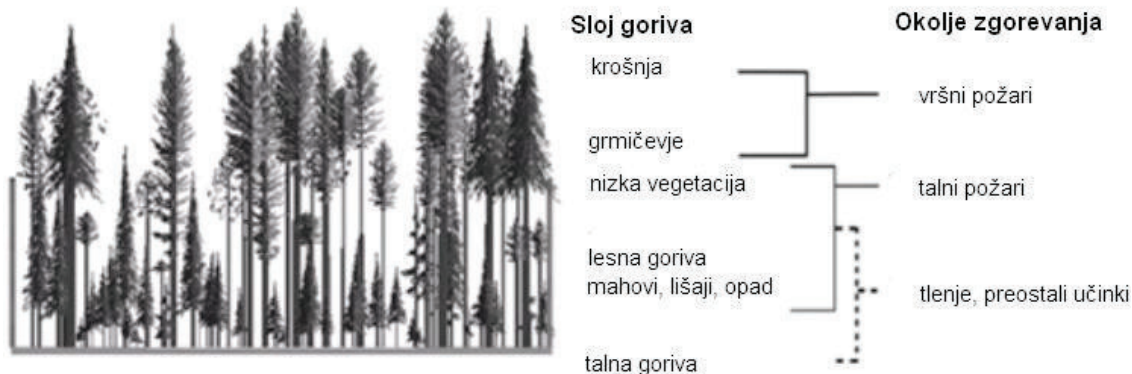 Sloj goriva
Okolje zgorevanja
krošnja
vršni požari
grmičevje
nizka vegetacija
talni požari
lesna goriva
mahovi, lišaji, opad
tlenje, preostali učinki
talna goriva